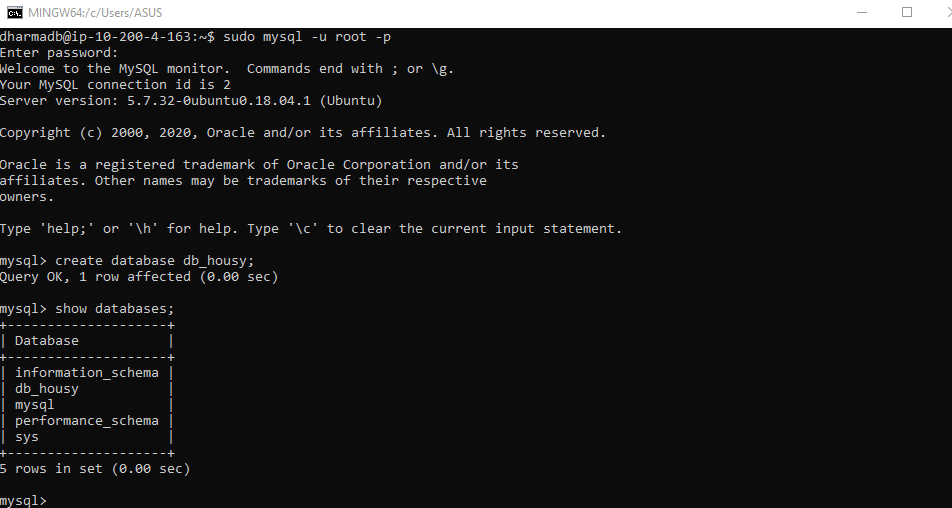 MINGW64:/c/Users/ASUS
dharmadb@ip-10-200-4-163:~$ sudo mysql -u root -p
Enter password:
Welcome to the MySQL monitor.  Commands end with ; or \g.
Your MySQL connection id is 2
Server version: 5.7.32-0ubuntu0.18.04.1 (Ubuntu)
Copyright (c) 2000, 2020, Oracle and/or its affiliates. All rights reserved.
Oracle is a registered trademark of Oracle Corporation and/or its
affiliates. Other names may be trademarks of their respective
owners.
Type 'help;' or '\h' for help. Type '\c' to clear the current input statement.
mysql> create database db_housy;
Query OK, 1 row affected (0.00 sec)
mysql> show databases;
+--------------------+
| Database           |
+--------------------+
| information_schema |
| db_housy           |
| mysql              |
| performance_schema |
| sys                |
+--------------------+
5 rows in set (0.00 sec)
mysql>